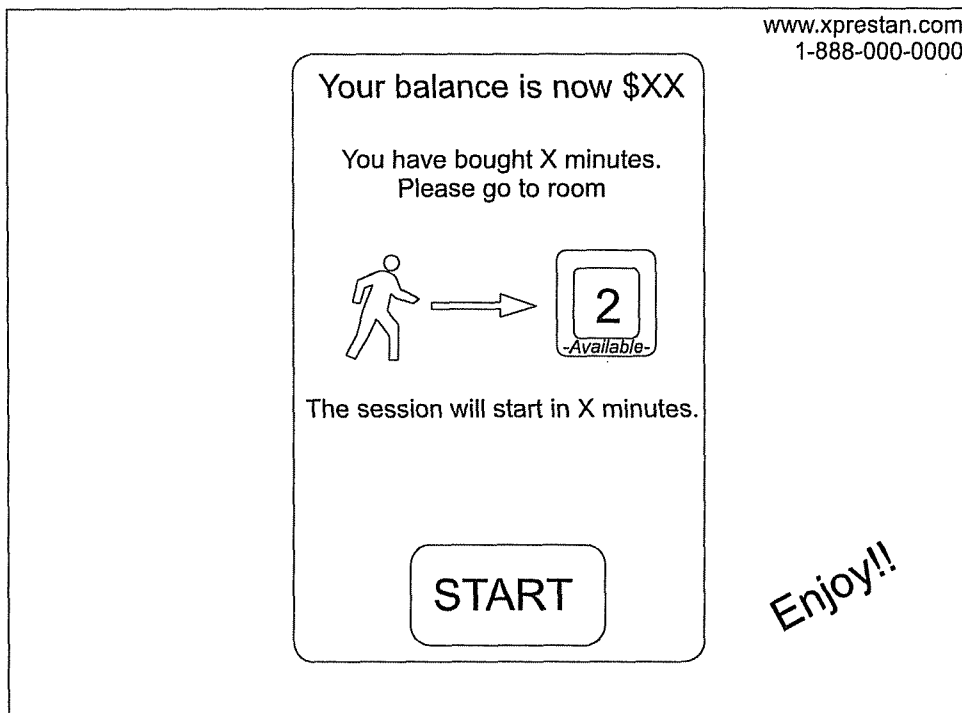 www.xprestan.com
1-888-000-0000
Your balance is now $XX
You have bought X minutes.
Please go to room
2
-Available-
The session will start in X minutes.
START
Enjoy!!